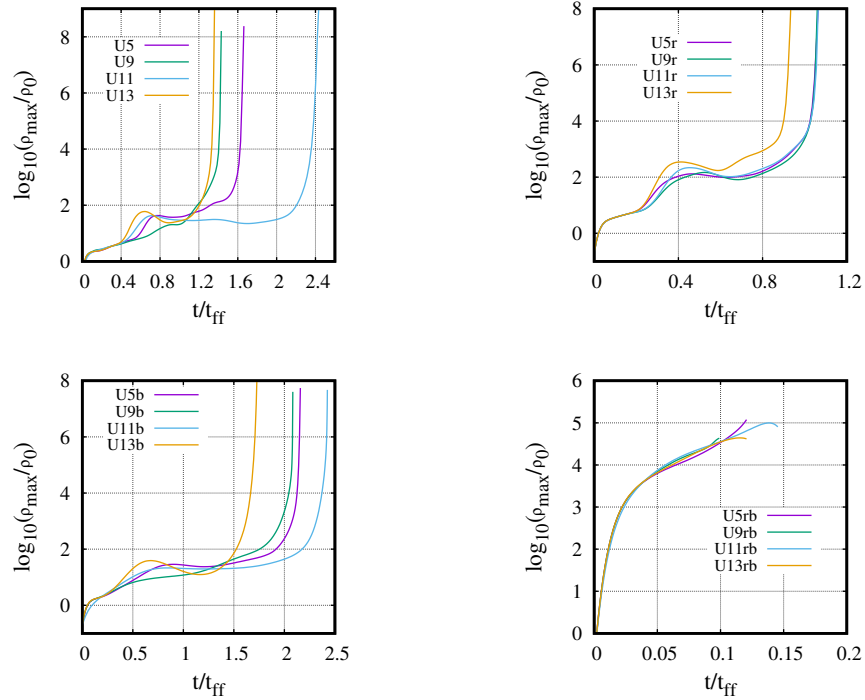 8
6
4
2
0
log10(ρmax/ρ0)
U5
U9
U11
U13
0 0.4 0.8 1.2 1.6 2 2.4
t/tff
8
6
4
2
0
log10(ρmax/ρ0)
U5r
U9r
U11r
U13r
0 0.4 0.8 1.2
t/tff
8
6
4
2
0
log10(ρmax/ρ0)
U5b
U9b
U11b
U13b
0 0.5 1 1.5 2 2.5
t/tff
6
5
4
3
2
1
0
log10(ρmax/ρ0)
U5rb
U9rb
U11rb
U13rb
0 0.05 0.1 0.15 0.2
t/tff